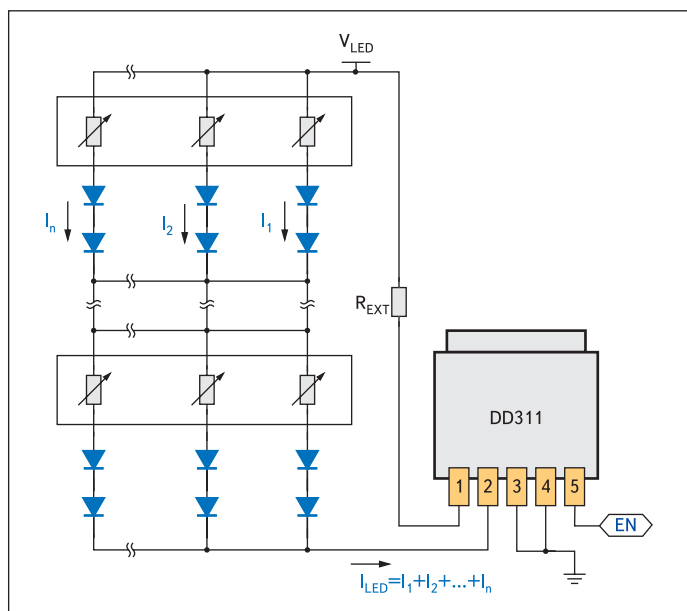 V_LED
I_n
I_2
I_1
R_EXT
DD311
1 2 3 4 5
EN
I_LED=I_1+I_2+...+I_n